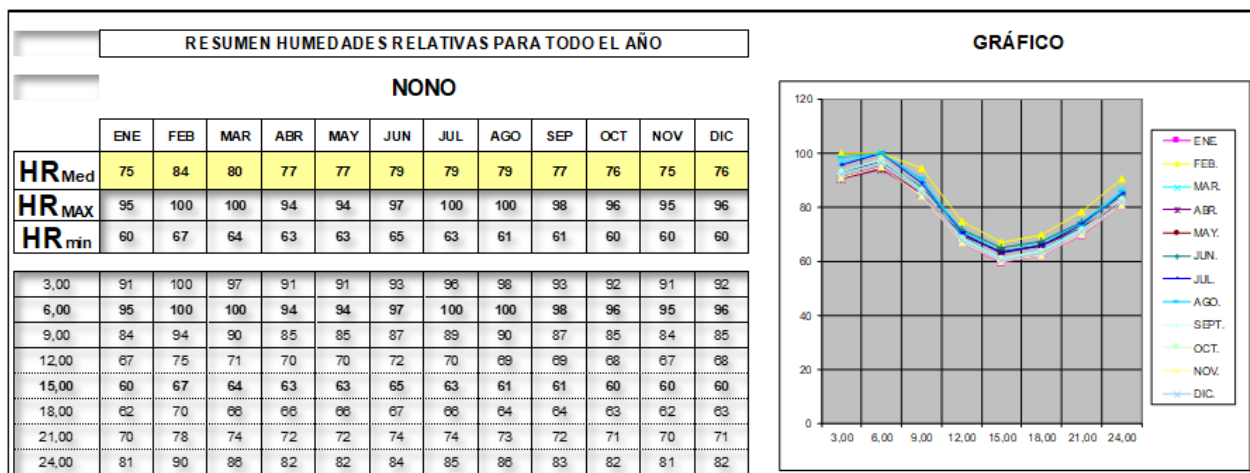 RESUMEN HUMEDADES RELATIVAS PARA TODO EL AÑO
NONO
ENE FEB MAR ABR MAY JUN JUL AGO SEP OCT NOV DIC
HR Med 75 84 80 77 77 79 79 79 77 76 75 76
HR MAX 95 100 100 94 94 97 100 100 98 96 95 96
HR min 60 67 64 63 63 65 63 61 61 60 60 60
3,00 91 100 97 91 91 93 96 98 93 92 91 92
6,00 95 100 100 94 94 97 100 100 98 96 95 96
9,00 84 94 90 85 85 87 89 90 87 85 84 85
12,00 67 75 71 70 70 72 70 69 69 68 67 68
15,00 60 67 64 63 63 65 63 61 61 60 60 60
18,00 62 70 66 66 66 67 66 64 64 63 62 63
21,00 70 78 74 72 72 74 74 73 72 71 70 71
24,00 81 90 86 82 82 84 85 86 83 82 81 82
GRÁFICO
120
100
80
60
40
20
0
3,00 6,00 9,00 12,00 15,00 18,00 21,00 24,00
ENE.
FEB.
MAR.
ABR.
MAY.
JUN.
JUL.
AGO.
SEPT.
OCT.
NOV.
DIC.